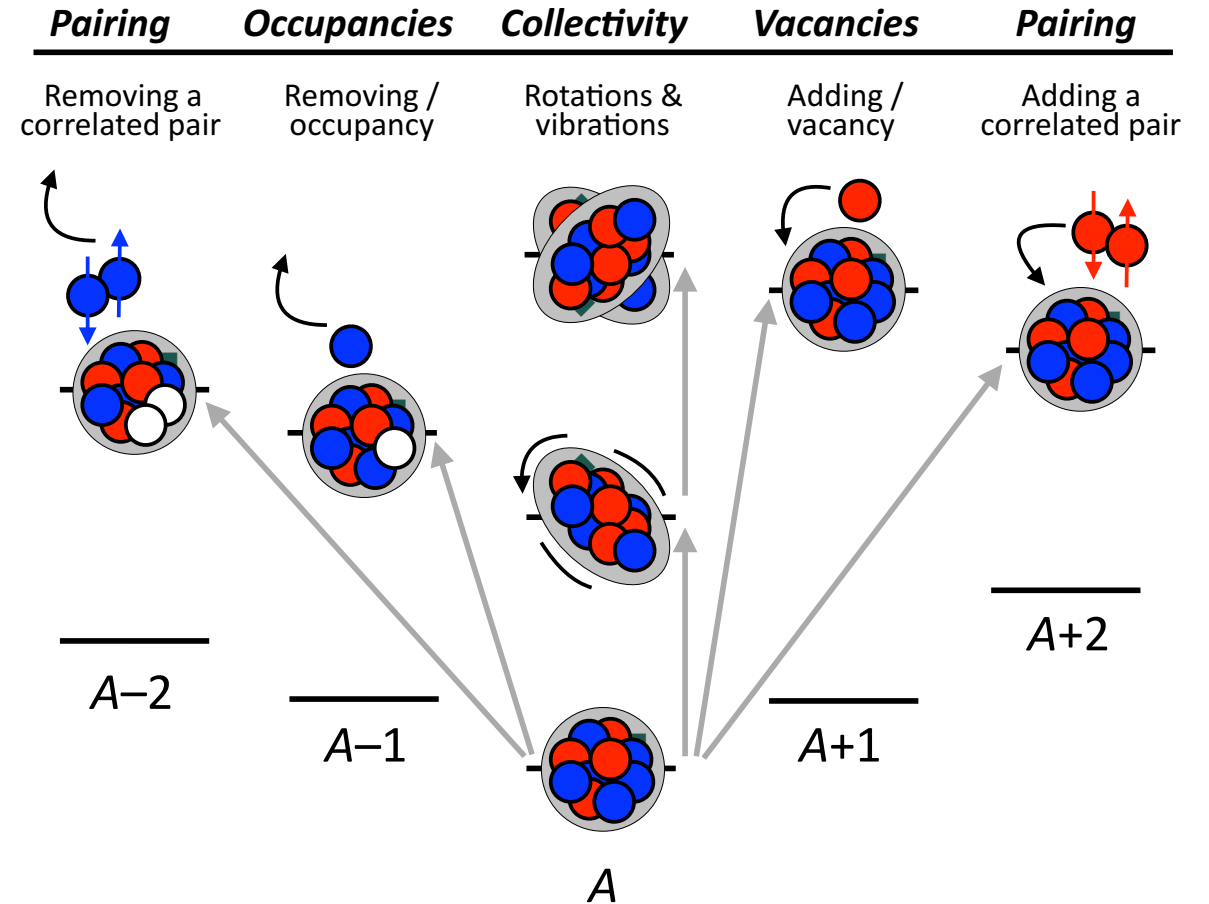 Pairing Occupancies Collectivity Vacancies Pairing
Removing a
correlated pair
Removing /
occupancy
Rotations &
vibrations
Adding /
vacancy
Adding a
correlated pair
A−2
A−1
A
A+1
A+2